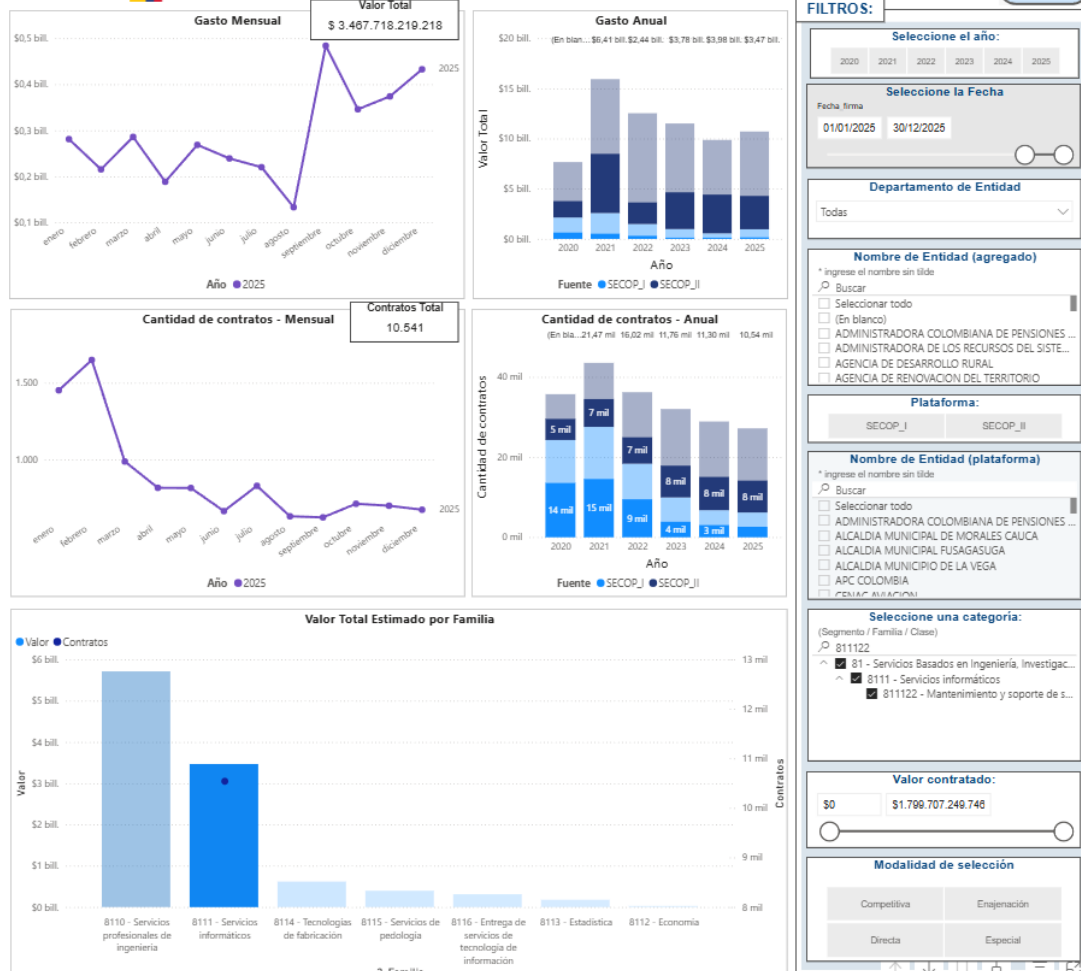 Valor Total
$ 3.467.718.219.218
Gasto Mensual
$0,5 bill.
$0,4 bill.
$0,3 bill.
$0,2 bill.
$0,1 bill.
2025
enero
febrero
marzo
abril
mayo
junio
julio
agosto
septiembre
octubre
noviembre
diciembre
Año 2025
Gasto Anual
(En blan... $6,41 bill. $2,44 bill. $3,78 bill. $3,98 bill. $3,47 bill.
$20 bill.
$15 bill.
$10 bill.
$5 bill.
$0 bill.
Valor Total
2020 2021 2022 2023 2024 2025
Año
Fuente SECOP_I SECOP_II
Contratos Total
10.541
Cantidad de contratos - Mensual
1.500
1.000
2025
enero
febrero
marzo
abril
mayo
junio
julio
agosto
septiembre
octubre
noviembre
diciembre
Año 2025
Cantidad de contratos - Anual
(En bla... 21,47 mil 16,02 mil 11,76 mil 11,30 mil 10,54 mil
40 mil
20 mil
0 mil
Cantidad de contratos
5 mil
14 mil
7 mil
15 mil
7 mil
9 mil
8 mil
4 mil
8 mil
3 mil
8 mil
2020 2021 2022 2023 2024 2025
Año
Fuente SECOP_I SECOP_II
Valor Total Estimado por Familia
Valor Contratos
$6 bill.
$5 bill.
$4 bill.
$3 bill.
$2 bill.
$1 bill.
$0 bill.
Valor
13 mil
12 mil
11 mil
10 mil
9 mil
8 mil
Contratos
8110 - Servicios
profesionales de
ingenieria
8111 - Servicios
informáticos
8114 - Tecnologías
de fabricación
8115 - Servicios de
pedología
8116 - Entrega de
servicios de
tecnología de
información
8113 - Estadística
8112 - Economía
FILTROS:
Seleccione el año:
2020 2021 2022 2023 2024 2025
Seleccione la Fecha
Fecha_firma
01/01/2025 30/12/2025
Departamento de Entidad
Todas
Nombre de Entidad (agregado)
* ingrese el nombre sin tilde
Buscar
Seleccionar todo
(En blanco)
ADMINISTRADORA COLOMBIANA DE PENSIONES ...
ADMINISTRADORA DE LOS RECURSOS DEL SISTE...
AGENCIA DE DESARROLLO RURAL
AGENCIA DE RENOVACION DEL TERRITORIO
Plataforma:
SECOP_I SECOP_II
Nombre de Entidad (plataforma)
* ingrese el nombre sin tilde
Buscar
Seleccionar todo
ADMINISTRADORA COLOMBIANA DE PENSIONES ...
ALCALDIA MUNICIPAL DE MORALES CAUCA
ALCALDIA MUNICIPAL FUSAGASUGA
ALCALDIA MUNICIPIO DE LA VEGA
APC COLOMBIA
CENAC AVIACION
Seleccione una categoría:
(Segmento / Familia / Clase)
811122
81 - Servicios Basados en Ingeniería, Investigac...
8111 - Servicios informáticos
811122 - Mantenimiento y soporte de s...
Valor contratado:
$0 $1.799.707.249.746
Modalidad de selección
Competitiva Enajenación
Directa Especial